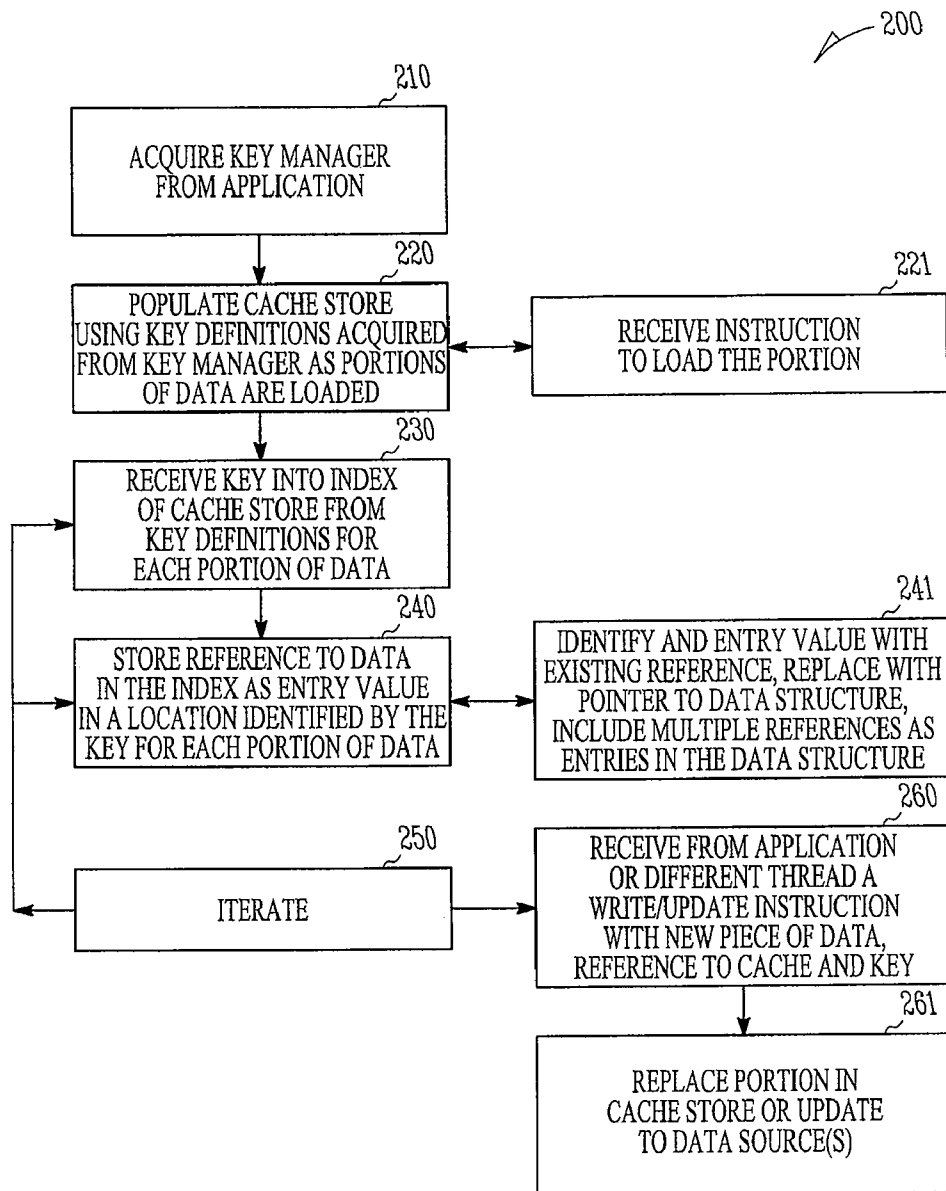 200
210
ACQUIRE KEY MANAGER
FROM APPLICATION
220
POPULATE CACHE STORE
USING KEY DEFINITIONS ACQUIRED
FROM KEY MANAGER AS PORTIONS
OF DATA ARE LOADED
221
RECEIVE INSTRUCTION
TO LOAD THE PORTION
230
RECEIVE KEY INTO INDEX
OF CACHE STORE FROM
KEY DEFINITIONS FOR
EACH PORTION OF DATA
240
STORE REFERENCE TO DATA
IN THE INDEX AS ENTRY VALUE
IN A LOCATION IDENTIFIED BY THE
KEY FOR EACH PORTION OF DATA
241
IDENTIFY AND ENTRY VALUE WITH
EXISTING REFERENCE, REPLACE WITH
POINTER TO DATA STRUCTURE,
INCLUDE MULTIPLE REFERENCES AS
ENTRIES IN THE DATA STRUCTURE
250
ITERATE
260
RECEIVE FROM APPLICATION
OR DIFFERENT THREAD A
WRITE/UPDATE INSTRUCTION
WITH NEW PIECE OF DATA,
REFERENCE TO CACHE AND KEY
261
REPLACE PORTION IN
CACHE STORE OR UPDATE
TO DATA SOURCE(S)